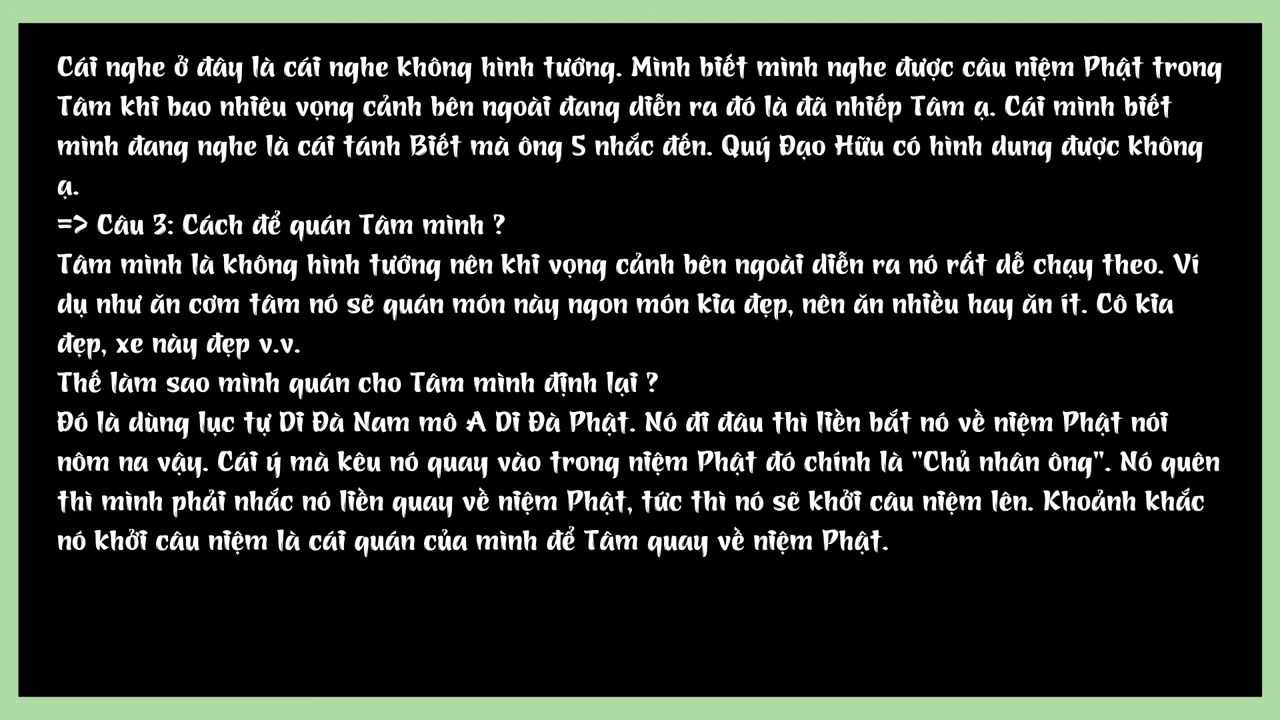 Cái nghe ở đây là cái nghe không hình tướng. Mình biết mình nghe được câu niệm Phật trong
Tâm khi bao nhiêu vọng cảnh bên ngoài đang diễn ra đó là đã nhiếp Tâm ạ. Cái mình biết
mình đang nghe là cái tánh Biết mà ông 5 nhắc đến. Quý Đạo Hữu có hình dung được không
ạ.
=> Câu 3: Cách để quán Tâm mình ?
Tâm mình là không hình tướng nên khi vọng cảnh bên ngoài diễn ra nó rất dễ chạy theo. Ví
dụ như ăn cơm tâm nó sẽ quán món này ngon món kia đẹp, nên ăn nhiều hay ăn ít. Cô kia
đẹp, xe này đẹp v.v.
Thế làm sao mình quán cho Tâm mình định lại ?
Đó là dùng lục tự Di Đà Nam mô A Di Đà Phật. Nó đi đâu thì liền bắt nó về niệm Phật nói
nôm na vậy. Cái ý mà kêu nó quay vào trong niệm Phật đó chính là "Chủ nhân ông". Nó quên
thì mình phải nhắc nó liền quay về niệm Phật, tức thì nó sẽ khởi câu niệm lên. Khoảnh khắc
nó khởi câu niệm là cái quán của mình để Tâm quay về niệm Phật.